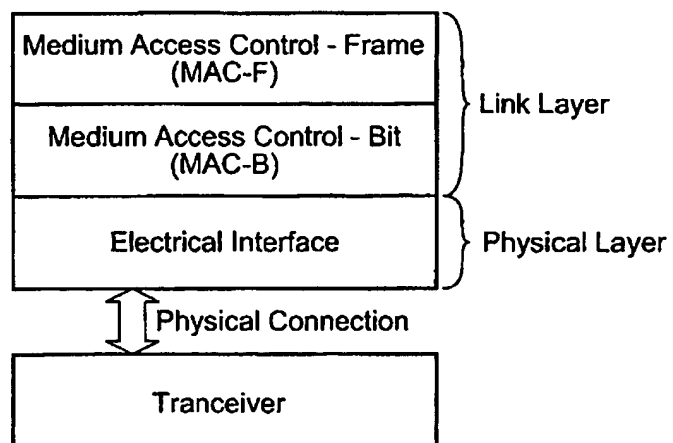 Medium Access Control - Frame
(MAC-F)
Link Layer
Medium Access Control - Bit
(MAC-B)
Electrical Interface
Physical Layer
Physical Connection
Tranceiver